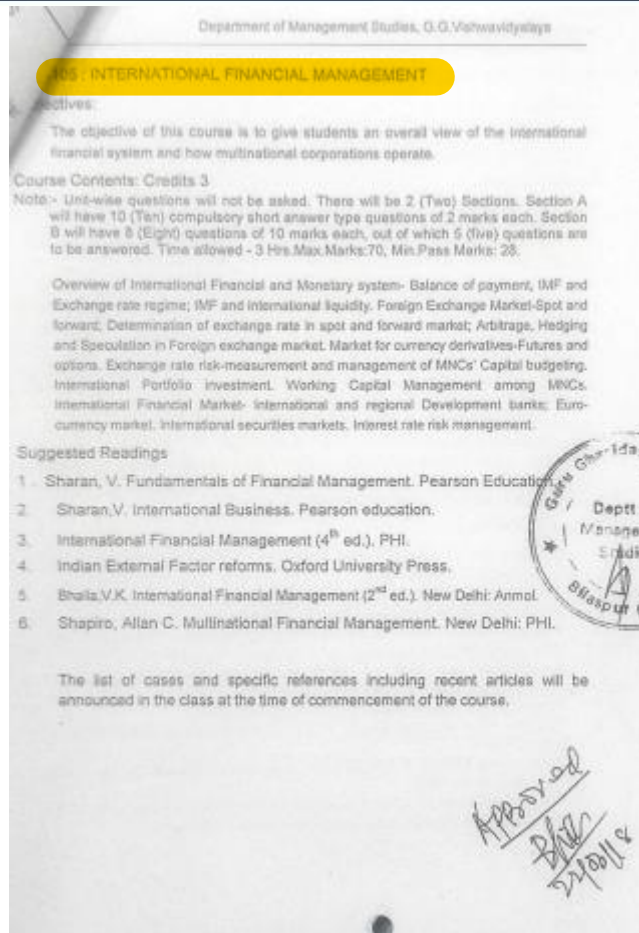 Department of Management Studies, G.G.Vishwavidyalaya
105 : INTERNATIONAL FINANCIAL MANAGEMENT
ectives:
The objective of this course is to give students an overall view of the international
financial system and how multinational corporations operate.
Course Contents: Credits 3
Note:- Unit-wise questions will not be asked. There will be 2 (Two) Sections. Section A
will have 10 (Ten) compulsory short answer type questions of 2 marks each. Section
B will have 8 (Eight) questions of 10 marks each, out of which 5 (five) questions are
to be answered. Time allowed - 3 Hrs.Max.Marks:70, Min.Pass Marks: 28.
Overview of International Financial and Monetary system- Balance of payment, IMF and
Exchange rate regime; IMF and international liquidity. Foreign Exchange Market-Spot and
forward; Determination of exchange rate in spot and forward market; Arbitrage, Hedging
and Speculation in Foreign exchange market. Market for currency derivatives-Futures and
options. Exchange rate risk-measurement and management of MNCs' Capital budgeting.
International Portfolio investment. Working Capital Management among MNCs.
International Financial Market- International and regional Development banks; Euro-
currency market. International securities markets. Interest rate risk management.
Suggested Readings
1. Sharan, V. Fundamentals of Financial Management. Pearson Education.
2. Sharan,V. International Business. Pearson education.
3. International Financial Management (4th ed.). PHI.
4. Indian External Factor reforms. Oxford University Press.
5. Bhalla,V.K. International Financial Management (2nd ed.). New Delhi: Anmol.
6. Shapiro, Allan C. Multinational Financial Management. New Delhi: PHI.
Guru Gha-ida
Deptt
Manage
Bilaspur
The list of cases and specific references including recent articles will be
announced in the class at the time of commencement of the course.
Approved